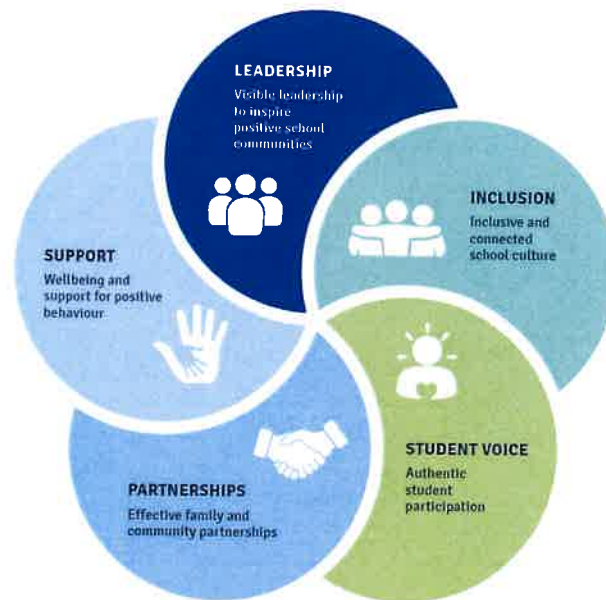 LEADERSHIP
Visible leadership
to inspire
positive school
communities
INCLUSION
Inclusive and
connected
school culture
SUPPORT
Wellbeing and
support for positive
behaviour
STUDENT VOICE
Authentic
student
participation
PARTNERSHIPS
Effective family and
community partnerships